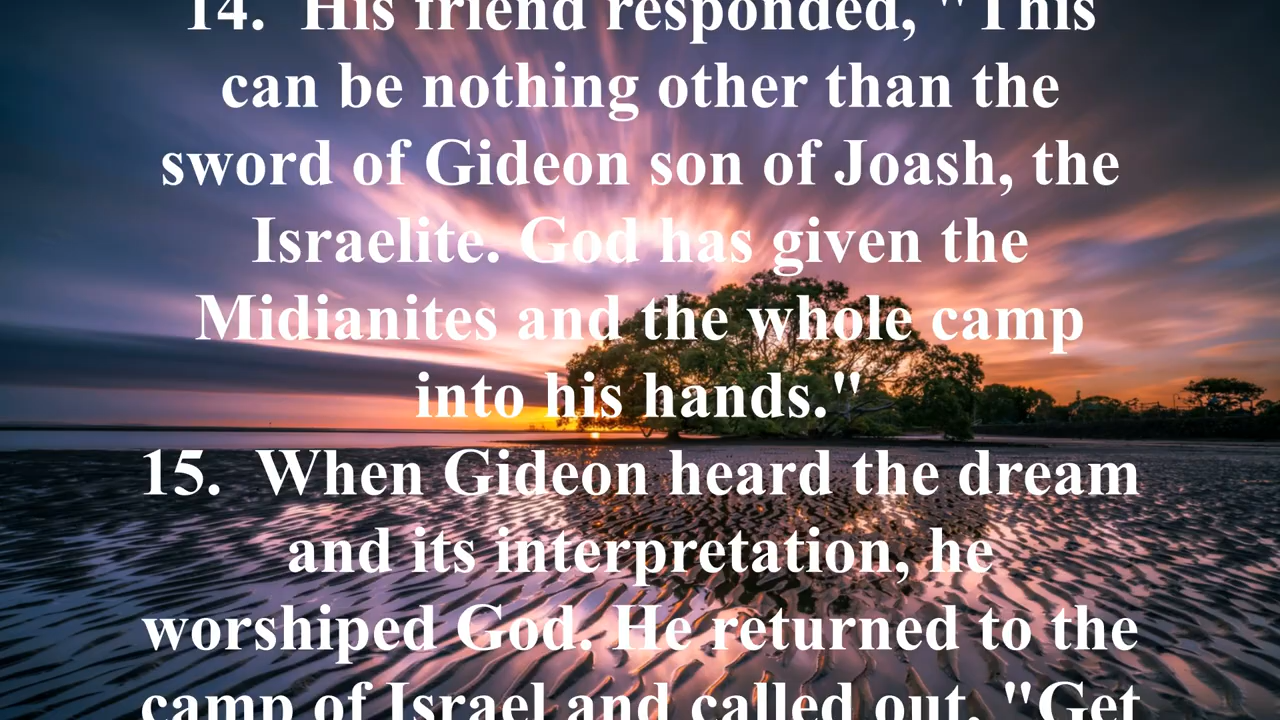 14.  His friend responded, "This
can be nothing other than the
sword of Gideon son of Joash, the
Israelite. God has given the
Midianites and the whole camp
into his hands."
15.  When Gideon heard the dream
and its interpretation, he
worshiped God. He returned to the
camp of Israel and called out, "Get